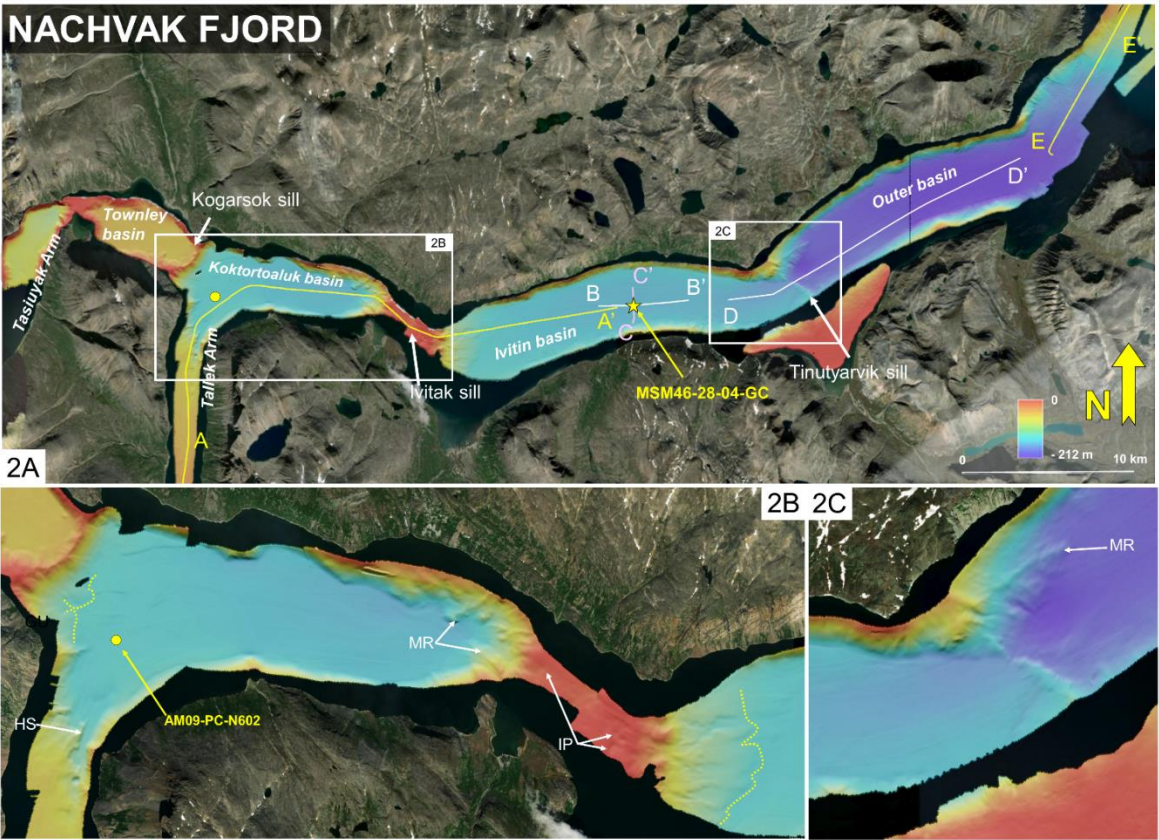 NACHVAK FJORD
E'
E
Kogarsok sill
Townley
basin
Outer basin
D'
2C
2B
Tasiuyak Arm
Koktortoaluk basin
C'
B
B'
A'
C
D
Ivitin basin
Tallek Arm
Ivitak sill
Tinutyarvik sill
MSM46-28-04-GC
A
N
0
- 212 m
0
10 km
2A
2B
2C
MR
MR
AM09-PC-N602
HS
IP